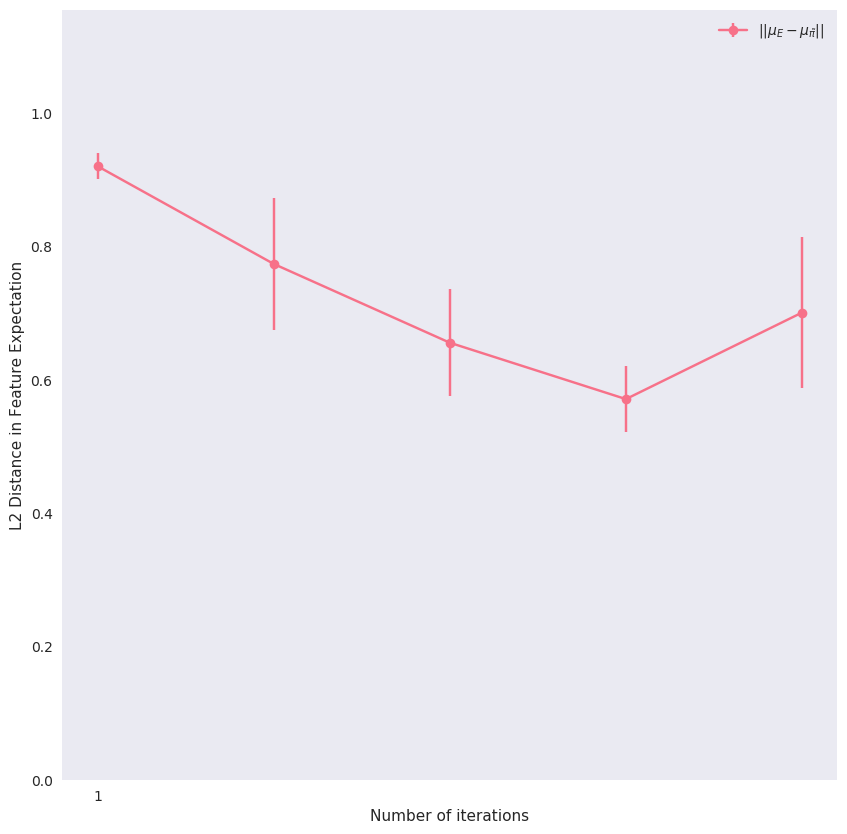 ||μ_E − μ_π̃||
1.0
0.8
0.6
0.4
0.2
0.0
L2 Distance in Feature Expectation
1
Number of iterations